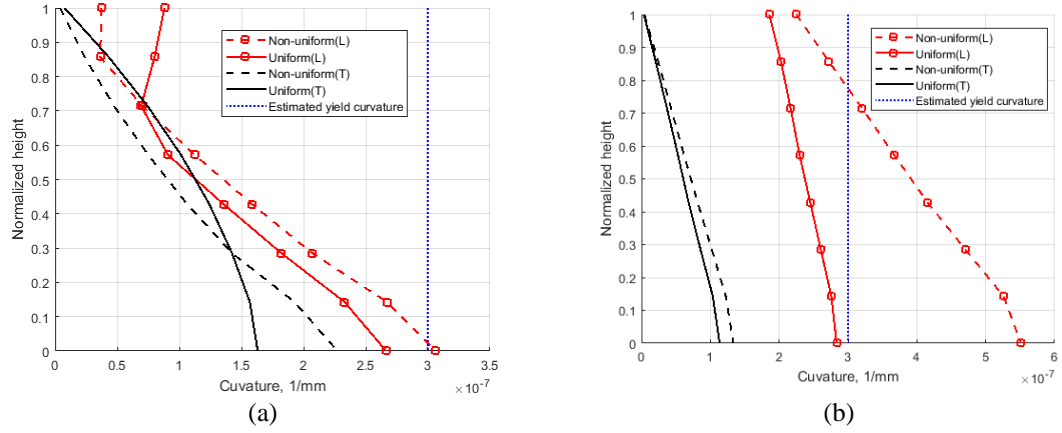 1
0.9
0.8
0.7
0.6
0.5
0.4
0.3
0.2
0.1
0
Normalized height
Non-uniform(L)
Uniform(L)
Non-uniform(T)
Uniform(T)
Estimated yield curvature
0 0.5 1 1.5 2 2.5 3 3.5
Cuvature, 1/mm ×10⁻⁷
(a)
1
0.9
0.8
0.7
0.6
0.5
0.4
0.3
0.2
0.1
0
Normalized height
Non-uniform(L)
Uniform(L)
Non-uniform(T)
Uniform(T)
Estimated yield curvature
0 1 2 3 4 5 6
Cuvature, 1/mm ×10⁻⁷
(b)